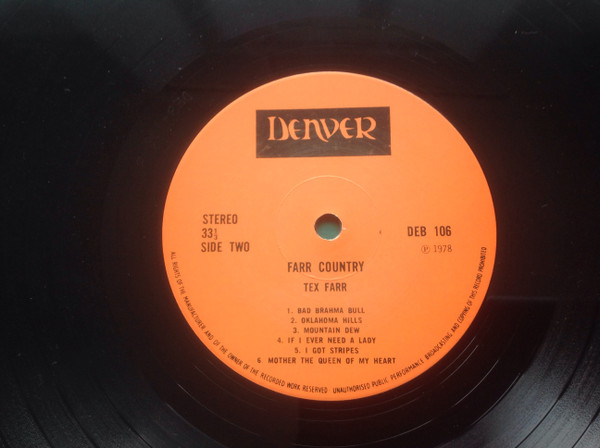 DENVER
STEREO
33⅓
SIDE TWO
DEB 106
℗ 1978
FARR COUNTRY
TEX FARR
1. BAD BRAHMA BULL
2. OKLAHOMA HILLS
3. MOUNTAIN DEW
4. IF I EVER NEED A LADY
5. I GOT STRIPES
6 MOTHER THE QUEEN OF MY HEART
ALL RIGHTS OF THE MANUFACTURER AND OF THE OWNER OF THE RECORDED WORK RESERVED · UNAUTHORISED PUBLIC PERFORMANCE, BROADCASTING AND COPYING OF THIS RECORD PROHIBITED